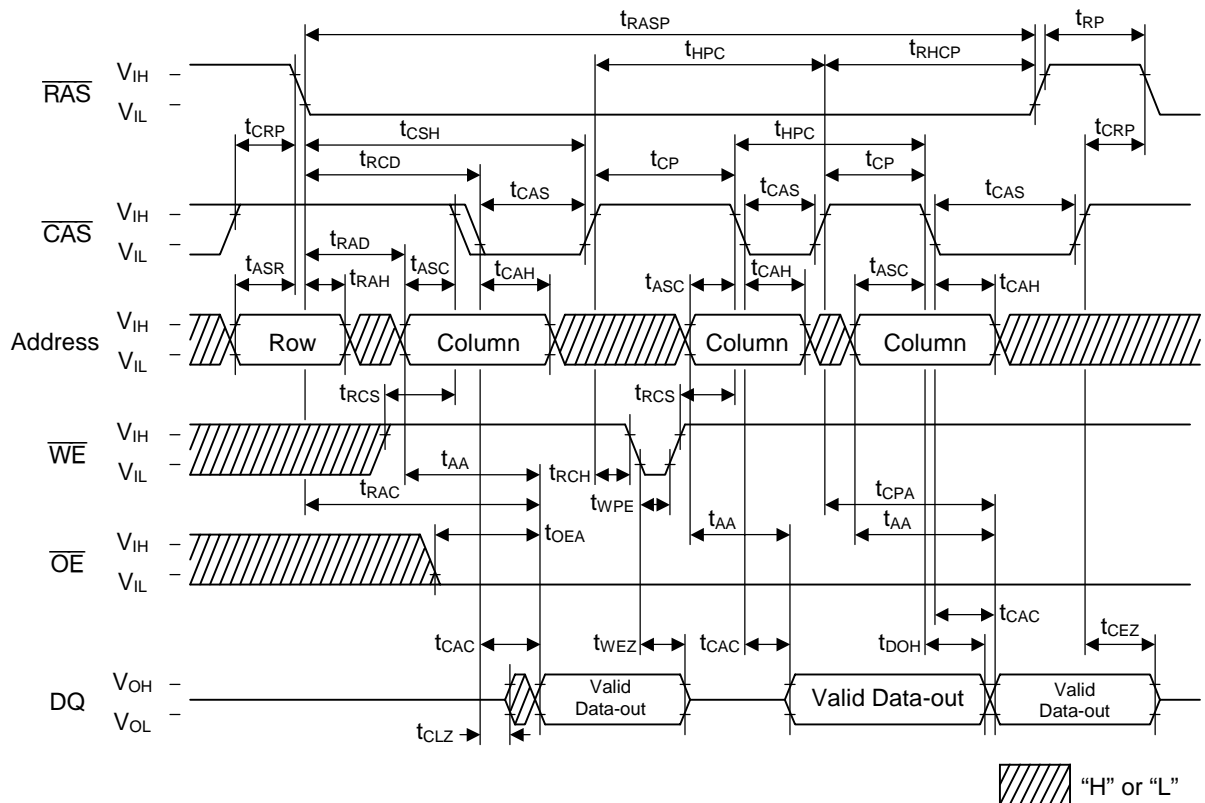 tRASP tRP
tHPC tRHCP
RAS VIH
VIL
tCRP tCSH tHPC tCRP
tRCD tCP tCP
tCAS tCAS tCAS
CAS VIH
VIL
tRAD
tASR tRAH tASC tCAH tASC tCAH tASC tCAH
Address VIH
VIL
Row Column Column Column
tRCS tRCS
WE VIH
VIL
tAA tRCH tCPA
tRAC tWPE
tOEA tAA tAA
OE VIH
VIL
tCAC tWEZ tCAC tDOH tCAC tCEZ
DQ VOH
VOL
Valid Data-out Valid Data-out Valid Data-out
tCLZ
“H” or “L”